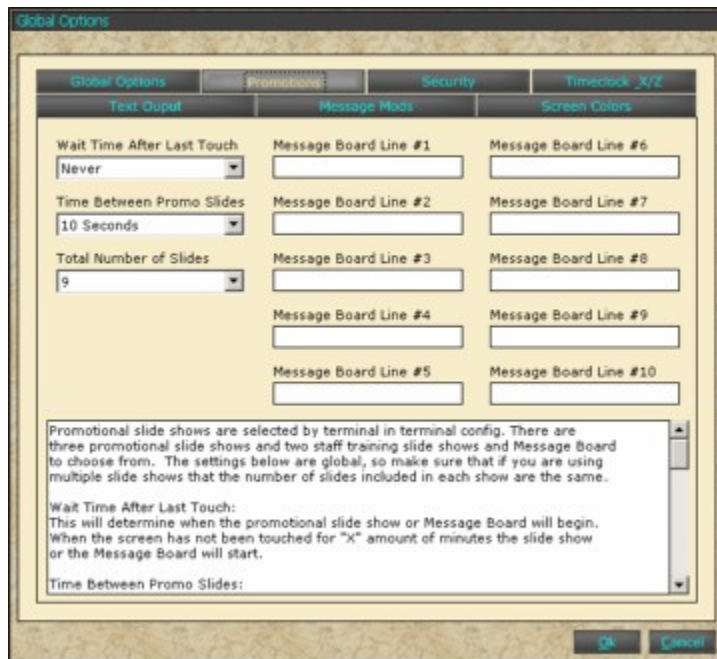 Global Options
Global Options Promotions Security Timeclock _X/Z
Text Ouput Message Mods Screen Colors
Wait Time After Last Touch
Never
Time Between Promo Slides
10 Seconds
Total Number of Slides
9
Message Board Line #1
Message Board Line #2
Message Board Line #3
Message Board Line #4
Message Board Line #5
Message Board Line #6
Message Board Line #7
Message Board Line #8
Message Board Line #9
Message Board Line #10
Promotional slide shows are selected by terminal in terminal config. There are
three promotional slide shows and two staff training slide shows and Message Board
to choose from. The settings below are global, so make sure that if you are using
multiple slide shows that the number of slides included in each show are the same.
Wait Time After Last Touch:
This will determine when the promotional slide show or Message Board will begin.
When the screen has not been touched for "X" amount of minutes the slide show
or the Message Board will start.
Time Between Promo Slides:
Ok Cancel